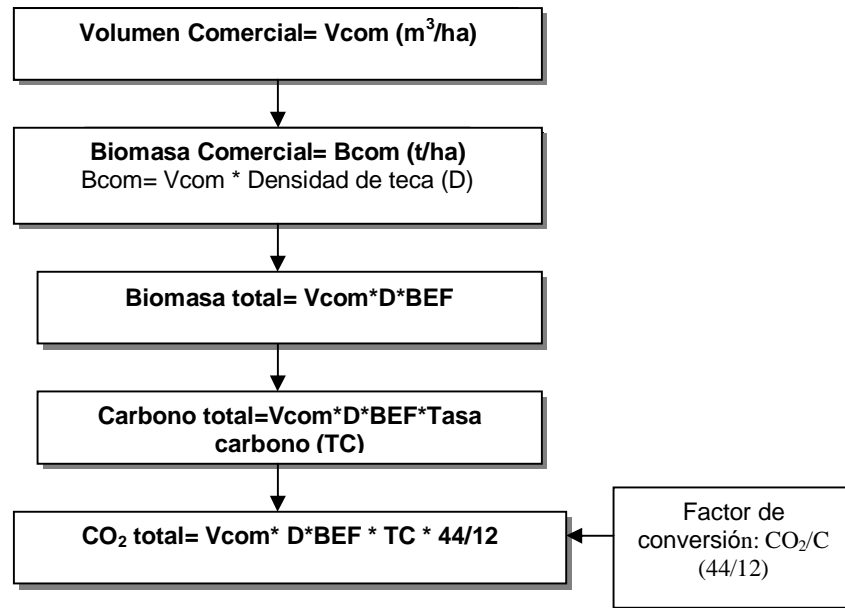 Volumen Comercial= Vcom (m³/ha)
Biomasa Comercial= Bcom (t/ha)
Bcom= Vcom * Densidad de teca (D)
Biomasa total= Vcom*D*BEF
Carbono total=Vcom*D*BEF*Tasa
carbono (TC)
CO₂ total= Vcom* D*BEF * TC * 44/12
Factor de
conversión: CO₂/C
(44/12)